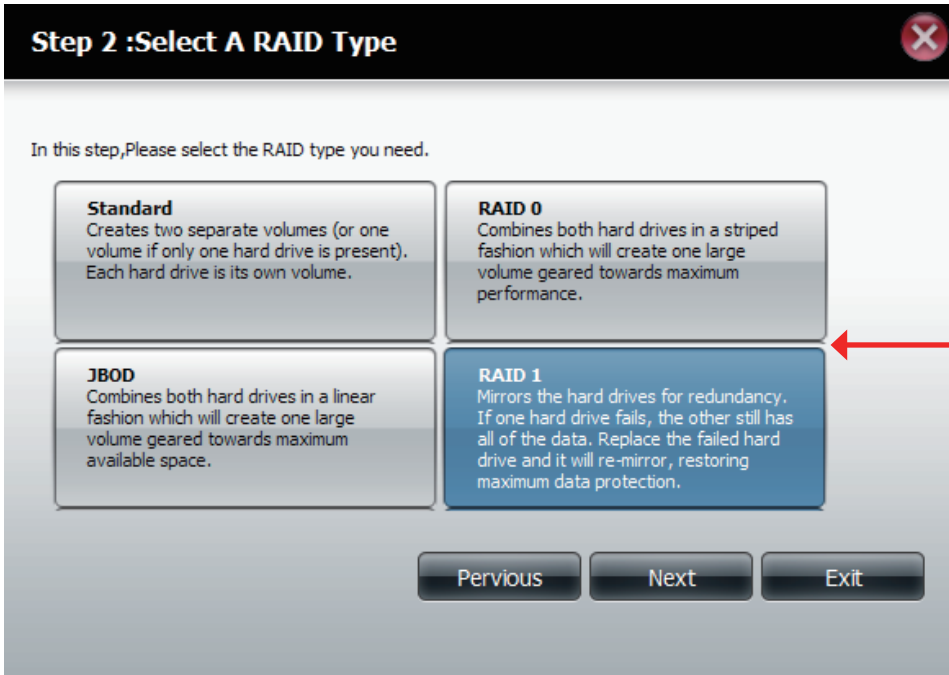 Step 2 :Select A RAID Type
In this step,Please select the RAID type you need.
Standard
Creates two separate volumes (or one
volume if only one hard drive is present).
Each hard drive is its own volume.
RAID 0
Combines both hard drives in a striped
fashion which will create one large
volume geared towards maximum
performance.
JBOD
Combines both hard drives in a linear
fashion which will create one large
volume geared towards maximum
available space.
RAID 1
Mirrors the hard drives for redundancy.
If one hard drive fails, the other still has
all of the data. Replace the failed hard
drive and it will re-mirror, restoring
maximum data protection.
Pervious
Next
Exit